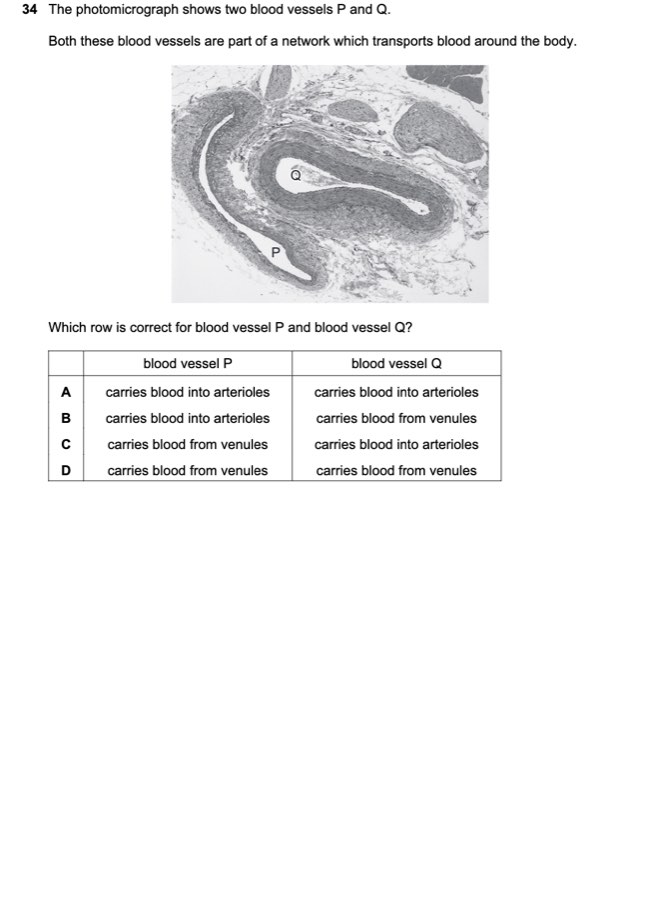 34 The photomicrograph shows two blood vessels P and Q.
Both these blood vessels are part of a network which transports blood around the body.
Q
P
Which row is correct for blood vessel P and blood vessel Q?
blood vessel P blood vessel Q
A carries blood into arterioles carries blood into arterioles
B carries blood into arterioles carries blood from venules
C carries blood from venules carries blood into arterioles
D carries blood from venules carries blood from venules